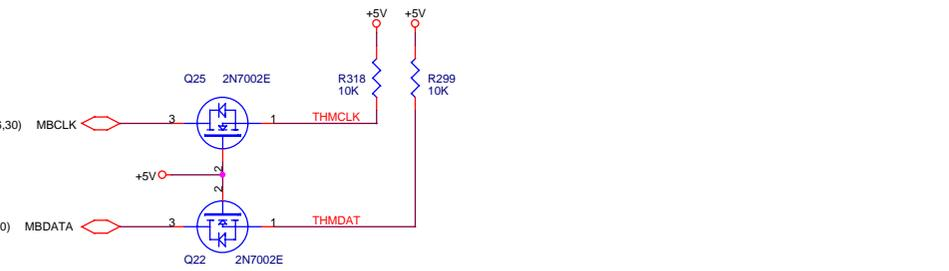 +5V +5V
Q25 2N7002E
R318
10K
R299
10K
6,30) MBCLK 3 1 THMCLK
2
+5V
2
0) MBDATA 3 1 THMDAT
Q22 2N7002E